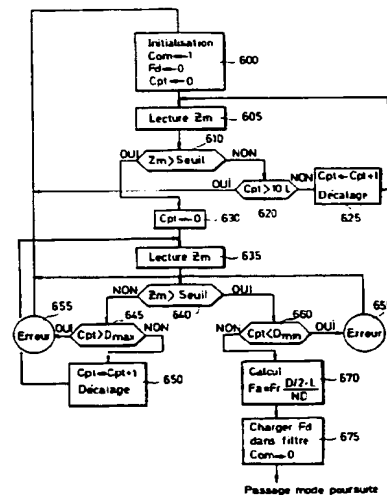 Initialisation
Com←1
Fd←0
Cpt←0
600
Lecture Zm
605
610
OUI
Zm>Seuil
NON
OUI
Cpt>10 L
NON
Cpt←Cpt+1
Décalage
620
625
Cpt←0
630
Lecture Zm
635
655
NON
Zm>Seuil
OUI
645
640
660
Erreur
OUI
Cpt>Dmax
NON
NON
Cpt<Dmin
OUI
Erreur
Cpt←Cpt+1
Décalage
650
Calcul
Fa=Fr D/2-L
ND
670
Charger Fd
dans filtre
Com→0
675
Passage mode poursuite